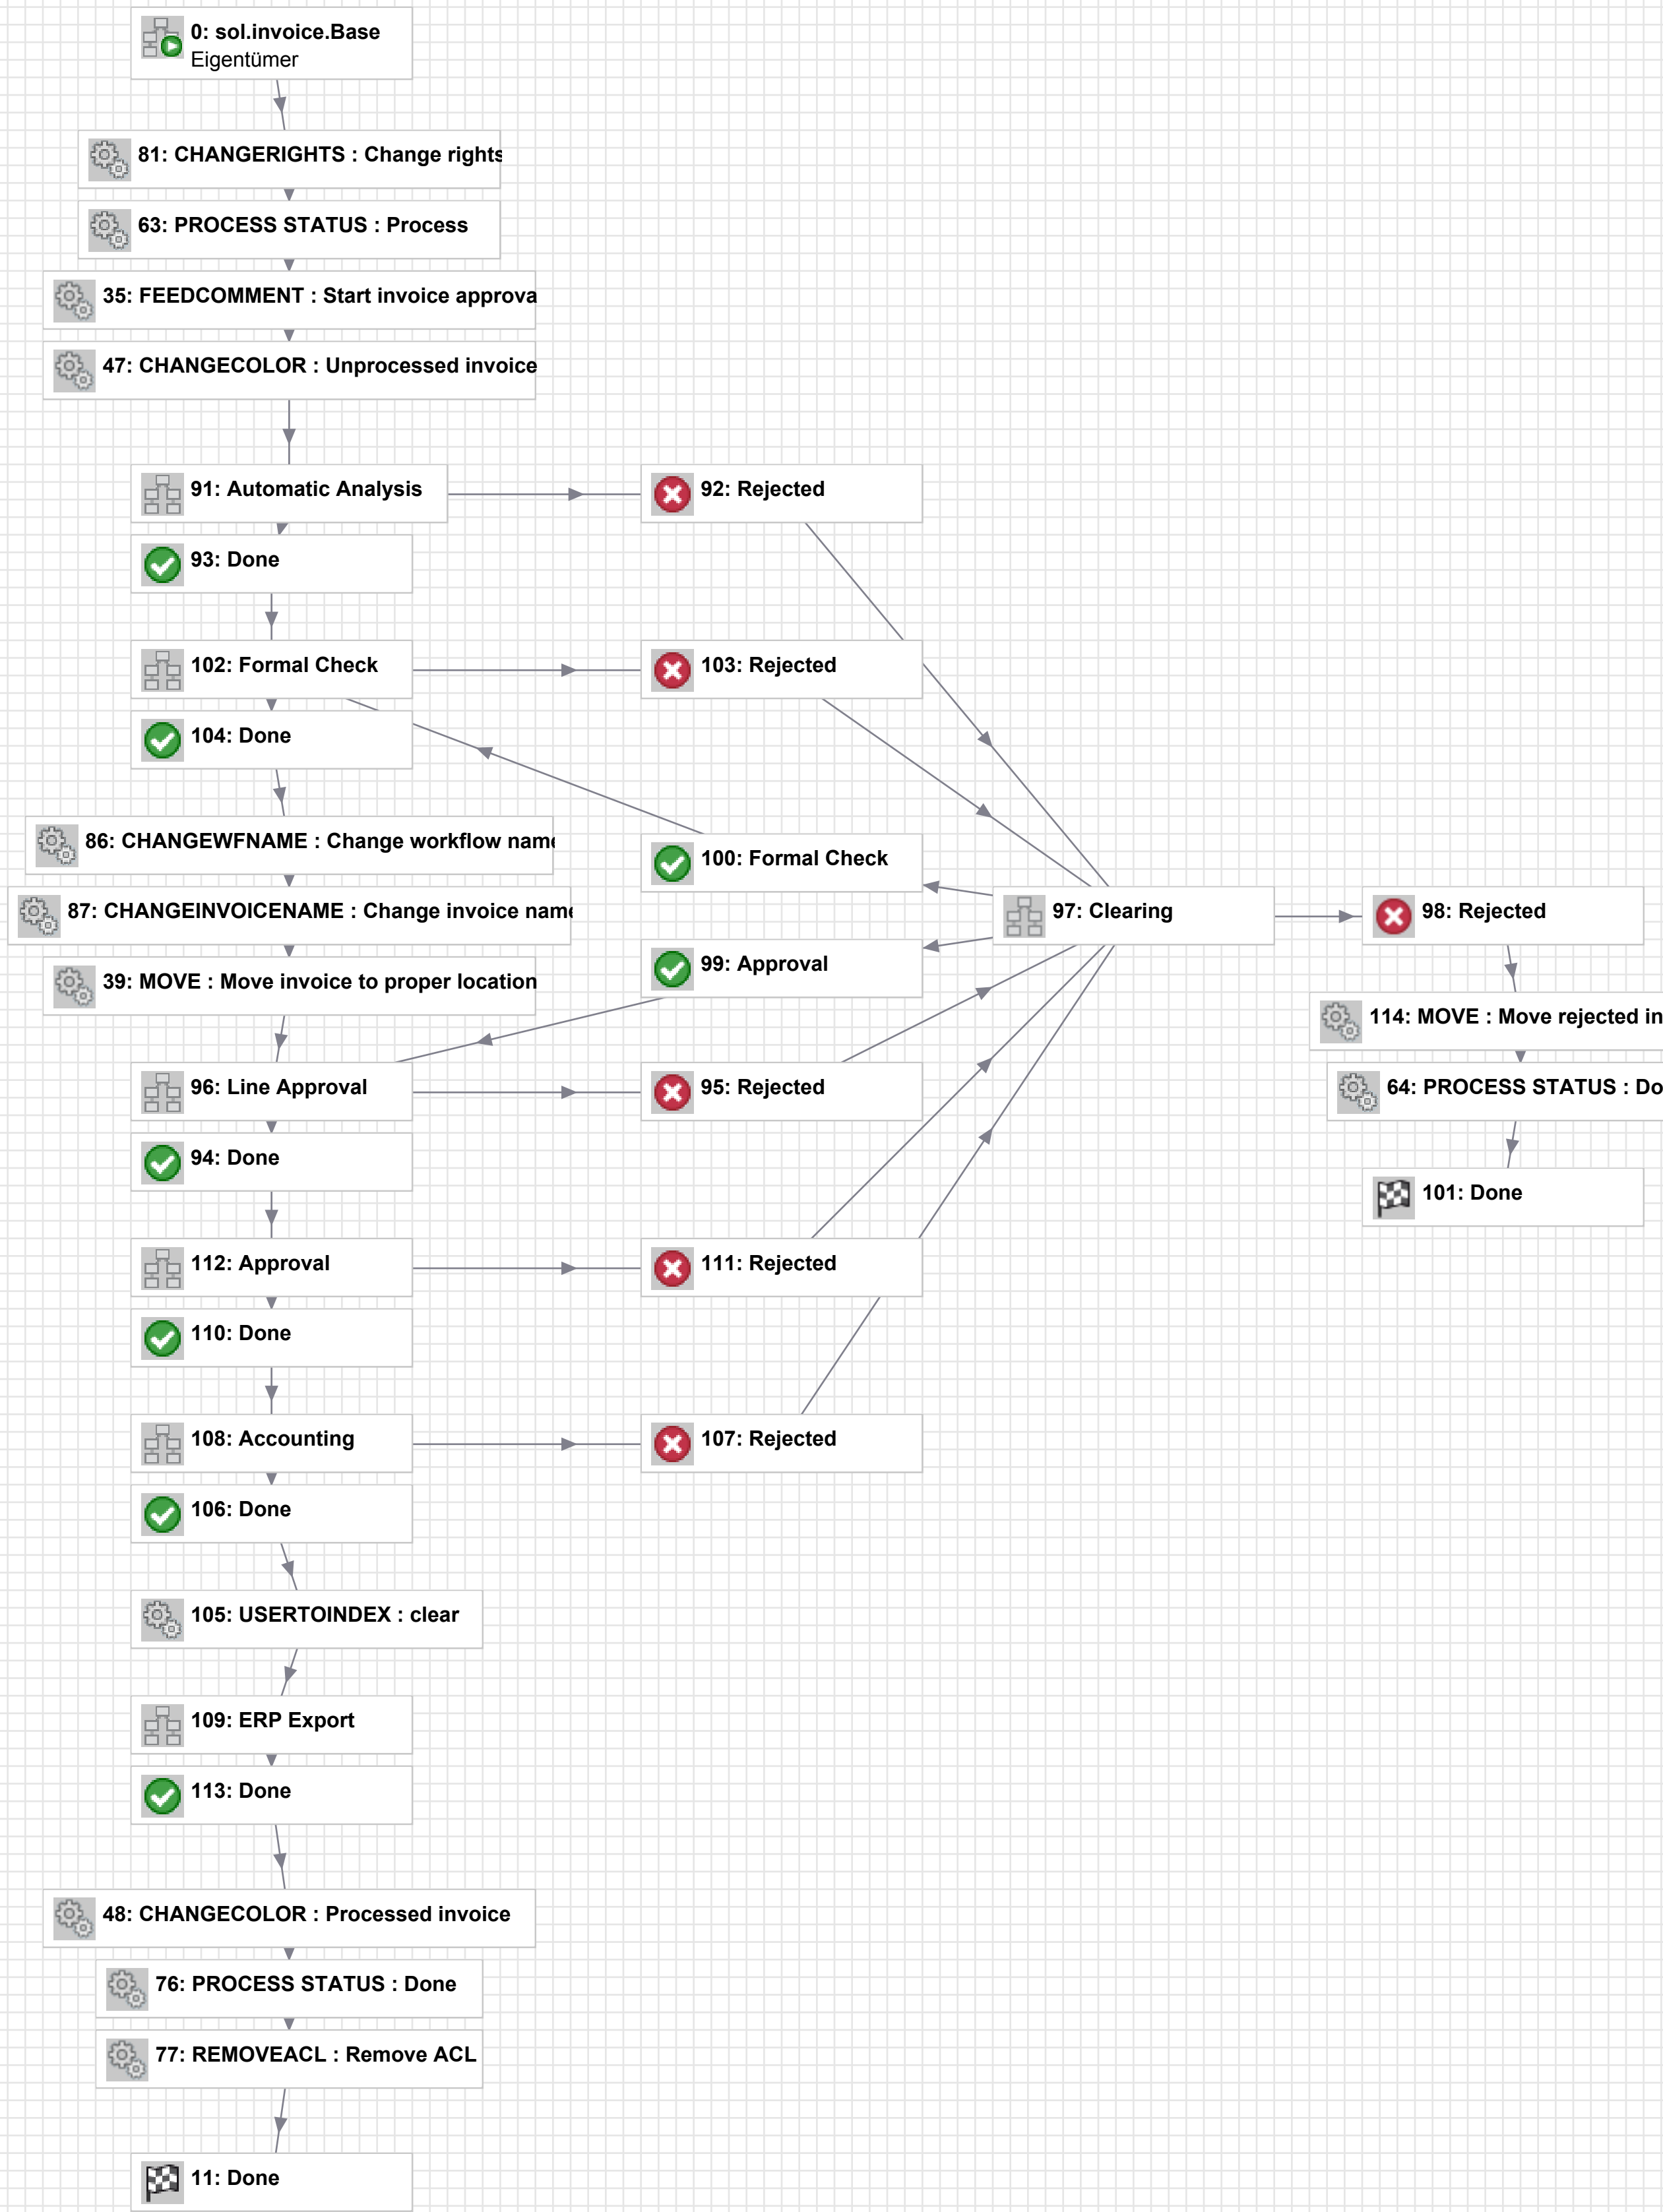 0: sol.invoice.Base
Eigentümer
81: CHANGERIGHTS : Change rights
63: PROCESS STATUS : Process
35: FEEDCOMMENT : Start invoice approva
47: CHANGECOLOR : Unprocessed invoice
91: Automatic Analysis
92: Rejected
93: Done
102: Formal Check
103: Rejected
104: Done
86: CHANGEWFNAME : Change workflow name
100: Formal Check
87: CHANGEINVOICENAME : Change invoice name
97: Clearing
98: Rejected
39: MOVE : Move invoice to proper location
99: Approval
114: MOVE : Move rejected in
96: Line Approval
95: Rejected
64: PROCESS STATUS : Do
94: Done
101: Done
112: Approval
111: Rejected
110: Done
108: Accounting
107: Rejected
106: Done
105: USERTOINDEX : clear
109: ERP Export
113: Done
48: CHANGECOLOR : Processed invoice
76: PROCESS STATUS : Done
77: REMOVEACL : Remove ACL
11: Done